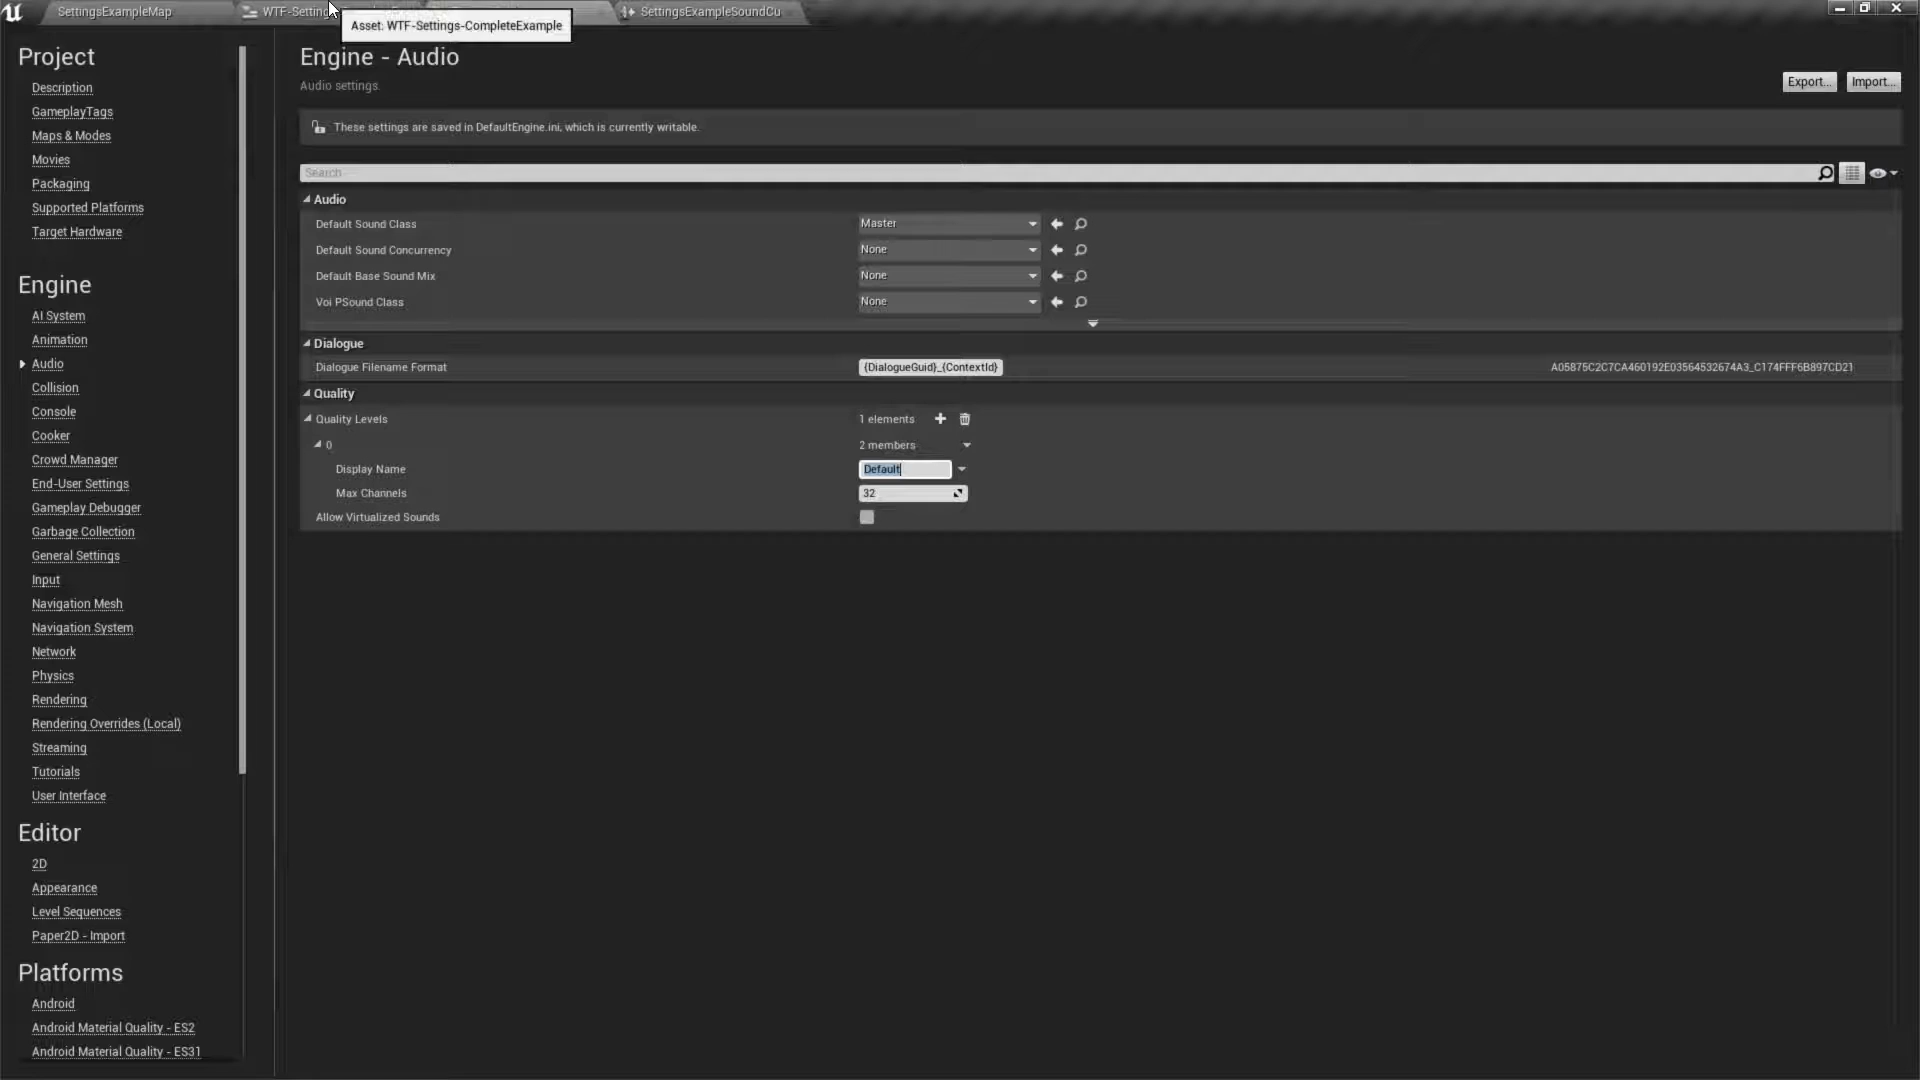 SettingsExampleMap
WTF-Setting
SettingsExampleSoundCu
Asset: WTF-Settings-CompleteExample
Project
Description
GameplayTags
Maps & Modes
Movies
Packaging
Supported Platforms
Target Hardware
Engine
AI System
Animation
Audio
Collision
Console
Cooker
Crowd Manager
End-User Settings
Gameplay Debugger
Garbage Collection
General Settings
Input
Navigation Mesh
Navigation System
Network
Physics
Rendering
Rendering Overrides (Local)
Streaming
Tutorials
User Interface
Editor
2D
Appearance
Level Sequences
Paper2D - Import
Platforms
Android
Android Material Quality - ES2
Android Material Quality - ES31
Engine - Audio
Audio settings.
Export...
Import...
These settings are saved in DefaultEngine.ini, which is currently writable.
Search
Audio
Default Sound Class Master
Default Sound Concurrency None
Default Base Sound Mix None
Voi PSound Class None
Dialogue
Dialogue Filename Format {DialogueGuid}_{ContextId} A05875C2C7CA460192E03564532674A3_C174FFF6B897CD21
Quality
Quality Levels 1 elements
0 2 members
Display Name Default
Max Channels 32
Allow Virtualized Sounds